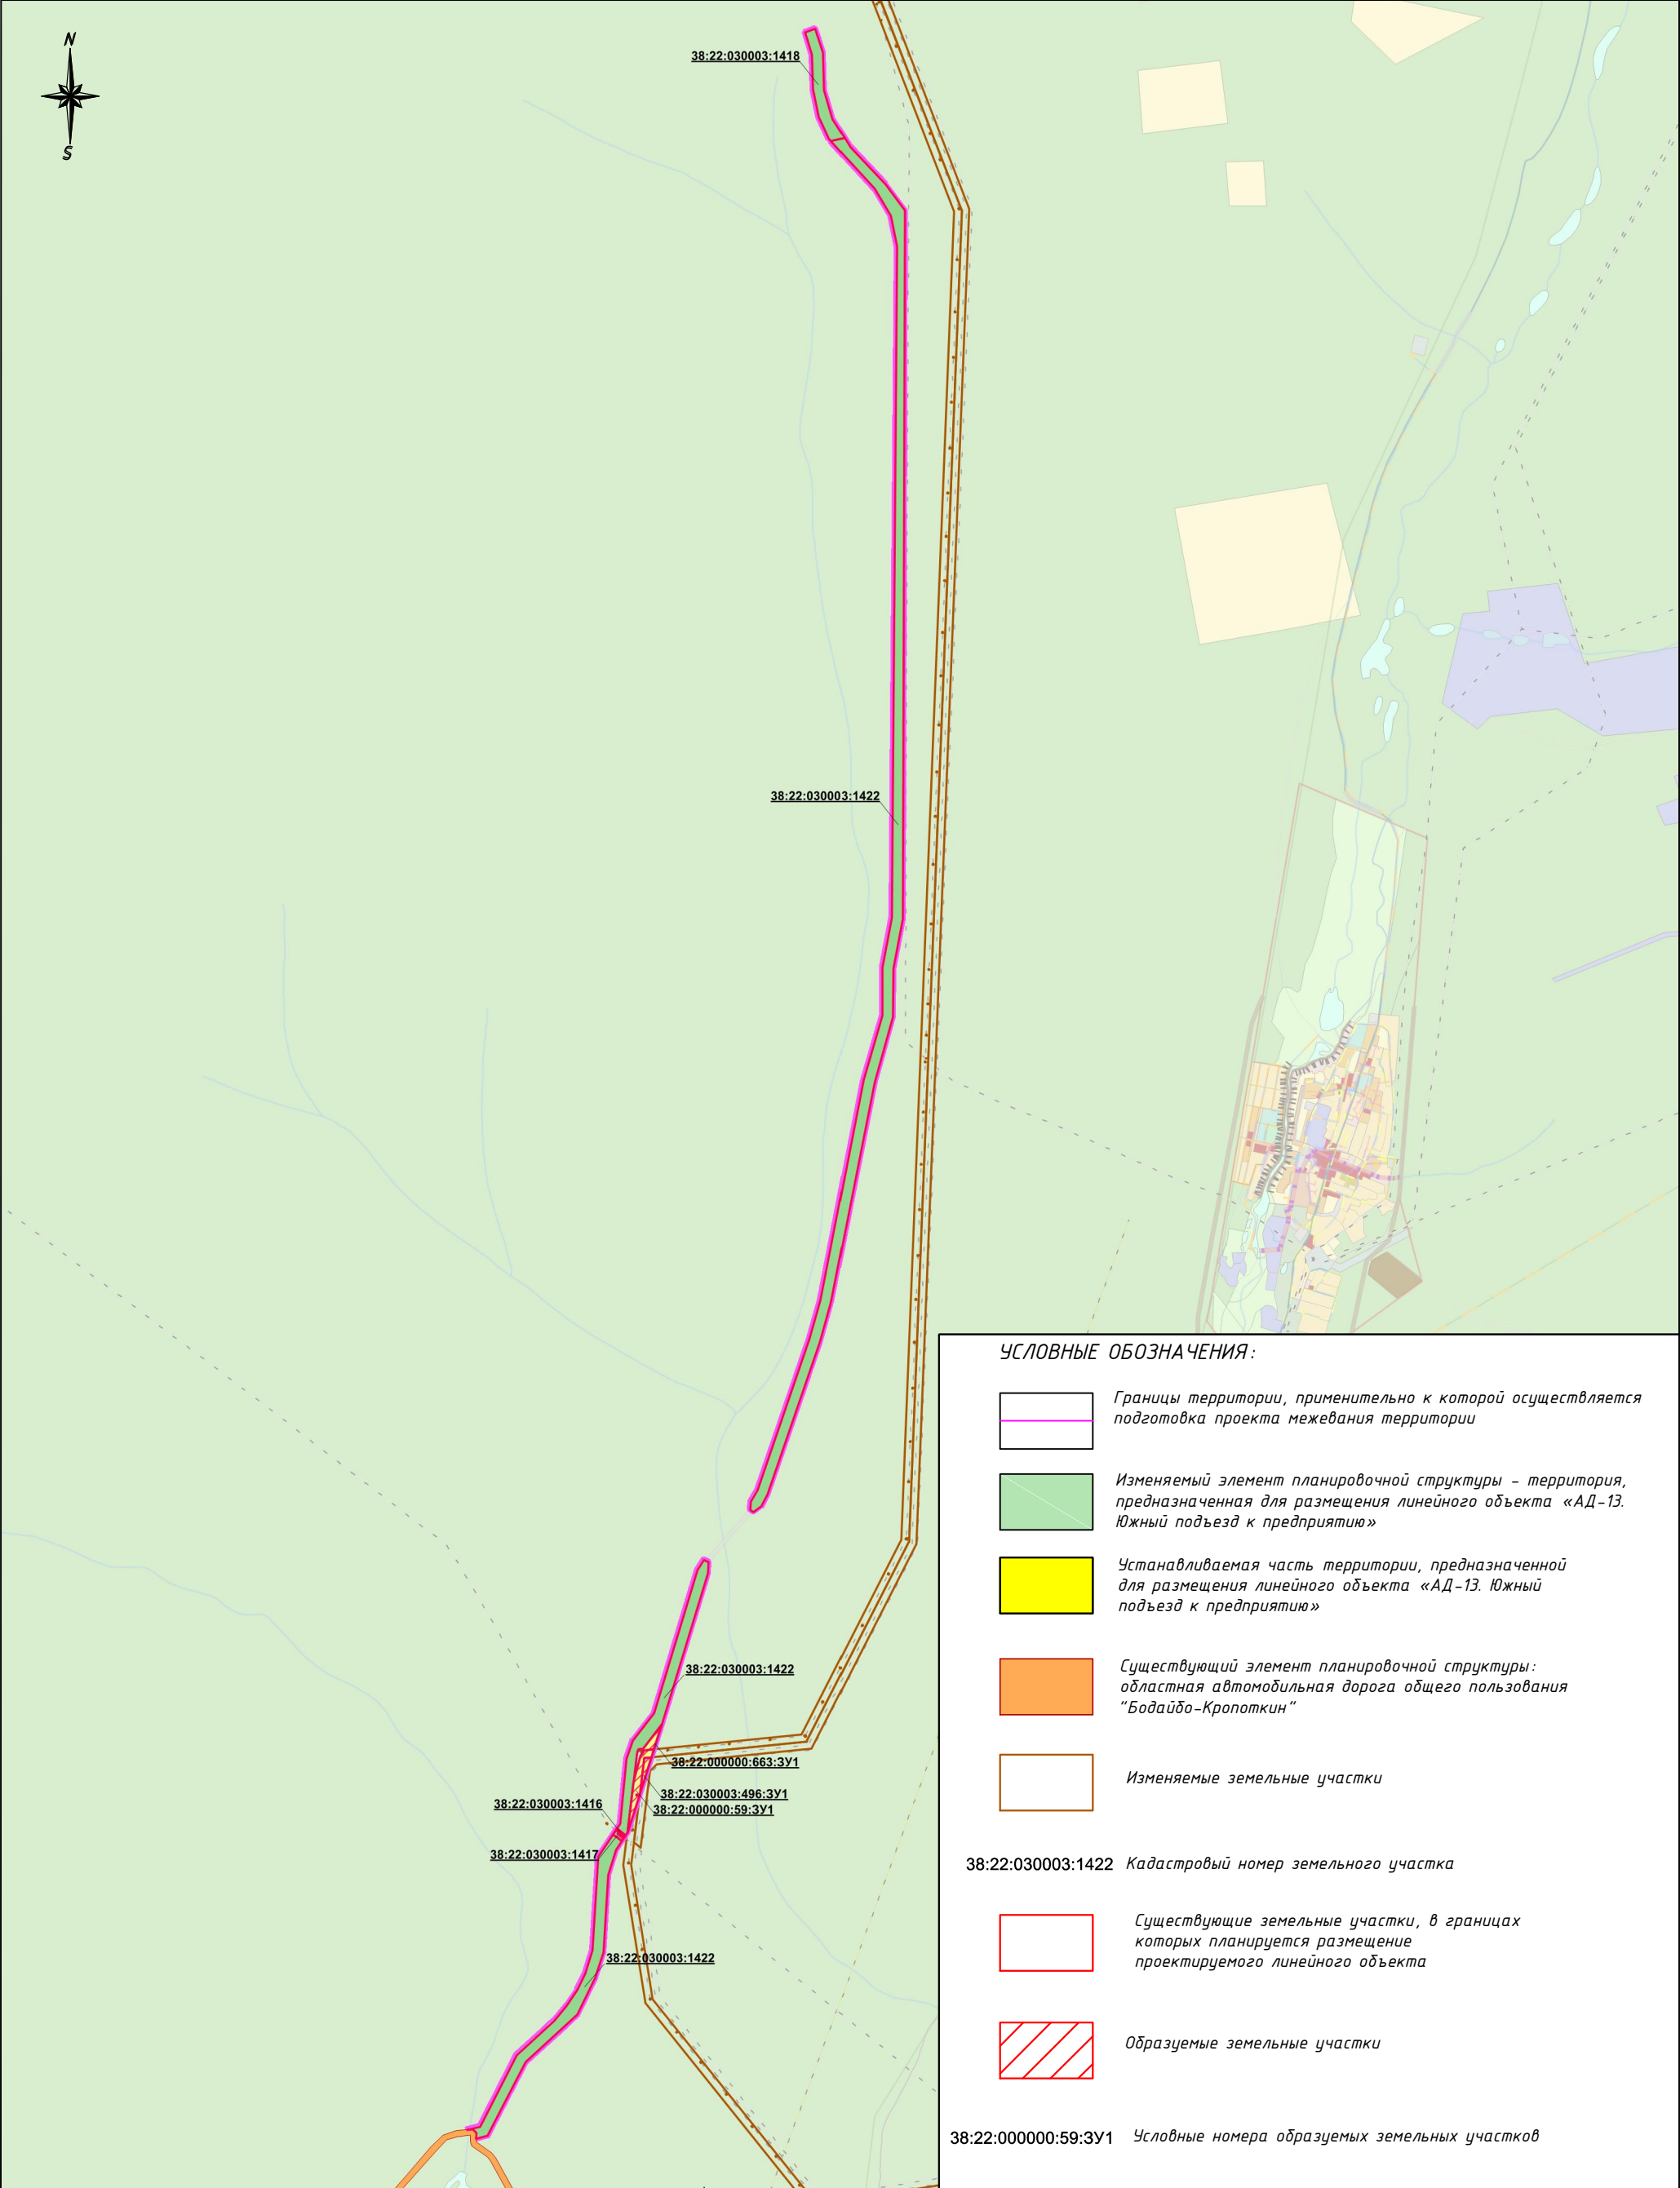 N
S
38:22:030003:1418
38:22:030003:1422
38:22:030003:1422
38:22:000000:663:ЗУ1
38:22:030003:496:ЗУ1
38:22:000000:59:ЗУ1
38:22:030003:1416
38:22:030003:1417
38:22:030003:1422
УСЛОВНЫЕ ОБОЗНАЧЕНИЯ:
Границы территории, применительно к которой осуществляется
подготовка проекта межевания территории
Изменяемый элемент планировочной структуры - территория,
предназначенная для размещения линейного объекта «АД-13.
Южный подъезд к предприятию»
Устанавливаемая часть территории, предназначенной
для размещения линейного объекта «АД-13. Южный
подъезд к предприятию»
Существующий элемент планировочной структуры:
областная автомобильная дорога общего пользования
"Бодайбо-Кропоткин"
Изменяемые земельные участки
38:22:030003:1422 Кадастровый номер земельного участка
Существующие земельные участки, в границах
которых планируется размещение
проектируемого линейного объекта
Образуемые земельные участки
38:22:000000:59:ЗУ1 Условные номера образуемых земельных участков